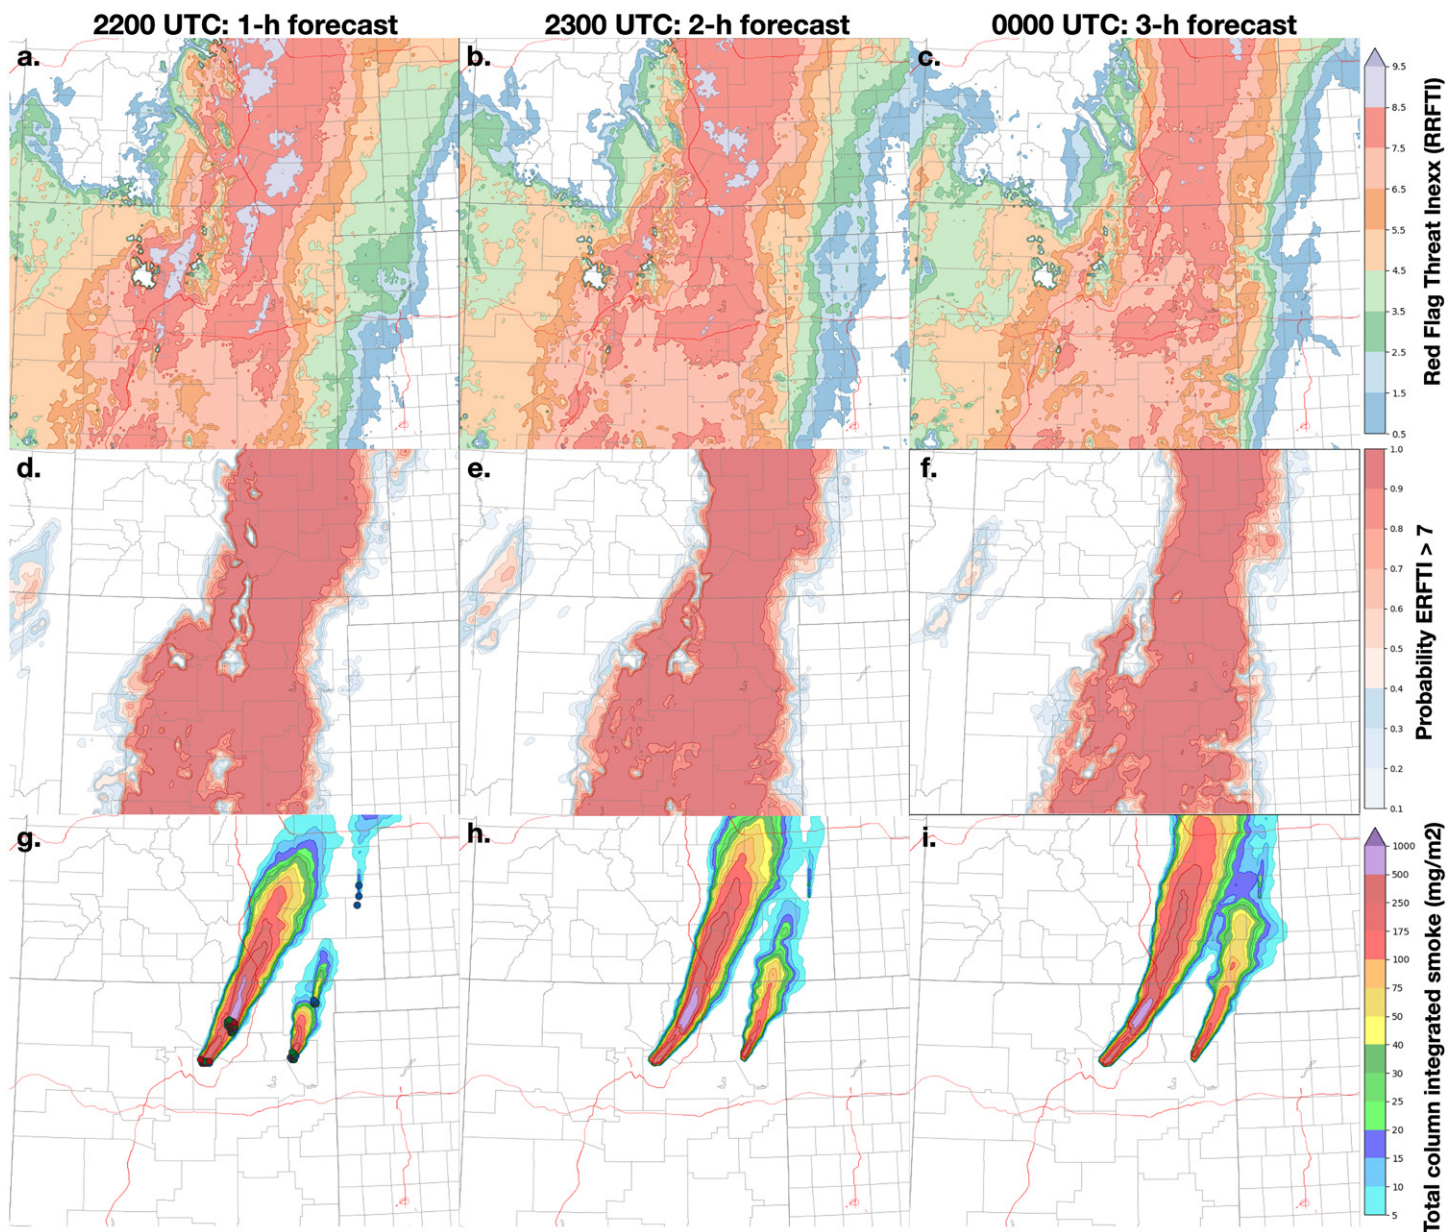 2200 UTC: 1-h forecast
2300 UTC: 2-h forecast
0000 UTC: 3-h forecast
a.
b.
c.
9.5
8.5
7.5
6.5
5.5
4.5
3.5
2.5
1.5
0.5
Red Flag Threat Inexx (RRFTI)
d.
e.
f.
1.0
0.9
0.8
0.7
0.6
0.5
0.4
0.3
0.2
0.1
Probability ERFTI > 7
g.
h.
i.
1000
500
250
175
100
75
50
40
30
25
20
15
10
5
Total column integrated smoke (mg/m2)